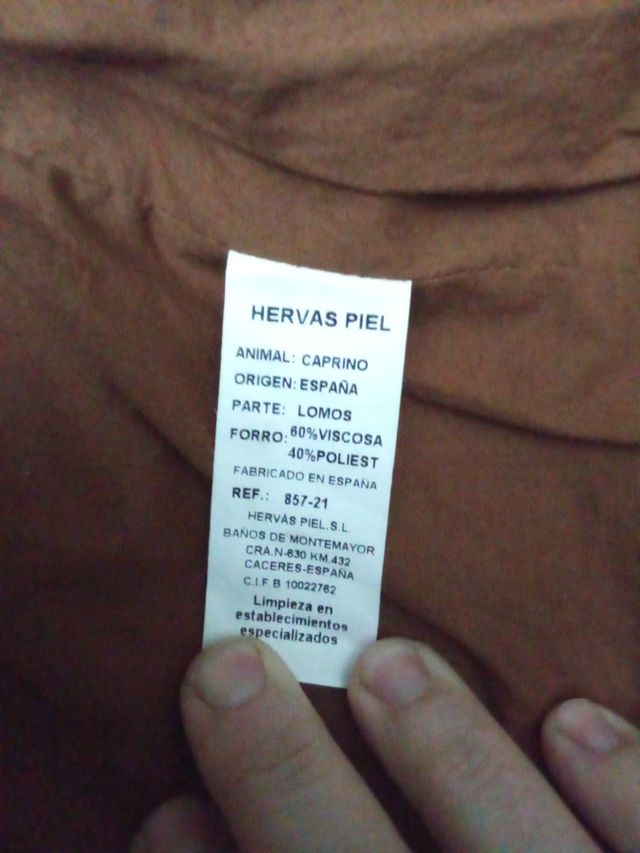 HERVAS PIEL
ANIMAL: CAPRINO
ORIGEN: ESPAÑA
PARTE: LOMOS
FORRO: 60%VISCOSA
40%POLIEST
FABRICADO EN ESPAÑA
REF.: 857-21
HERVÁS PIEL.S.L.
BAÑOS DE MONTEMAYOR
CRA.N-630 KM.432
CACERES-ESPAÑA
C.I.F.B 10022762
Limpieza en
establecimientos
especializados